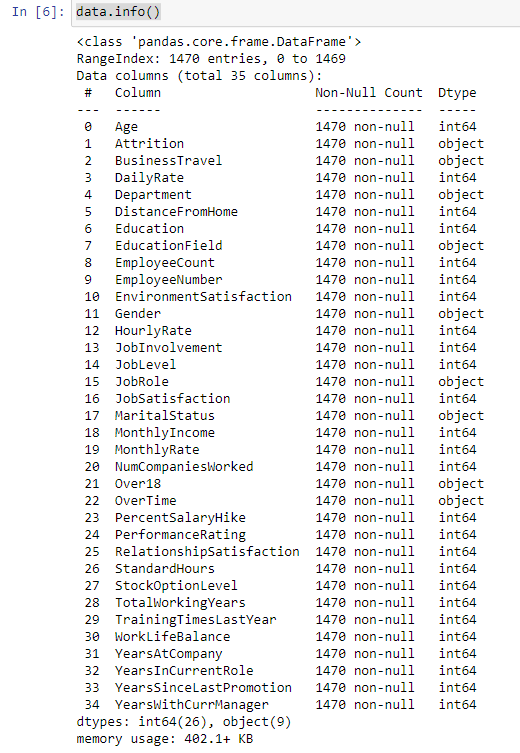 In [6]: data.info()
<class 'pandas.core.frame.DataFrame'>
RangeIndex: 1470 entries, 0 to 1469
Data columns (total 35 columns):
 #   Column                    Non-Null Count  Dtype
---  ------                    --------------  -----
 0   Age                       1470 non-null   int64
 1   Attrition                 1470 non-null   object
 2   BusinessTravel            1470 non-null   object
 3   DailyRate                 1470 non-null   int64
 4   Department                1470 non-null   object
 5   DistanceFromHome          1470 non-null   int64
 6   Education                 1470 non-null   int64
 7   EducationField            1470 non-null   object
 8   EmployeeCount             1470 non-null   int64
 9   EmployeeNumber            1470 non-null   int64
 10  EnvironmentSatisfaction   1470 non-null   int64
 11  Gender                    1470 non-null   object
 12  HourlyRate                1470 non-null   int64
 13  JobInvolvement            1470 non-null   int64
 14  JobLevel                  1470 non-null   int64
 15  JobRole                   1470 non-null   object
 16  JobSatisfaction           1470 non-null   int64
 17  MaritalStatus             1470 non-null   object
 18  MonthlyIncome             1470 non-null   int64
 19  MonthlyRate               1470 non-null   int64
 20  NumCompaniesWorked        1470 non-null   int64
 21  Over18                    1470 non-null   object
 22  OverTime                  1470 non-null   object
 23  PercentSalaryHike         1470 non-null   int64
 24  PerformanceRating         1470 non-null   int64
 25  RelationshipSatisfaction  1470 non-null   int64
 26  StandardHours             1470 non-null   int64
 27  StockOptionLevel          1470 non-null   int64
 28  TotalWorkingYears         1470 non-null   int64
 29  TrainingTimesLastYear     1470 non-null   int64
 30  WorkLifeBalance           1470 non-null   int64
 31  YearsAtCompany            1470 non-null   int64
 32  YearsInCurrentRole        1470 non-null   int64
 33  YearsSinceLastPromotion   1470 non-null   int64
 34  YearsWithCurrManager      1470 non-null   int64
dtypes: int64(26), object(9)
memory usage: 402.1+ KB